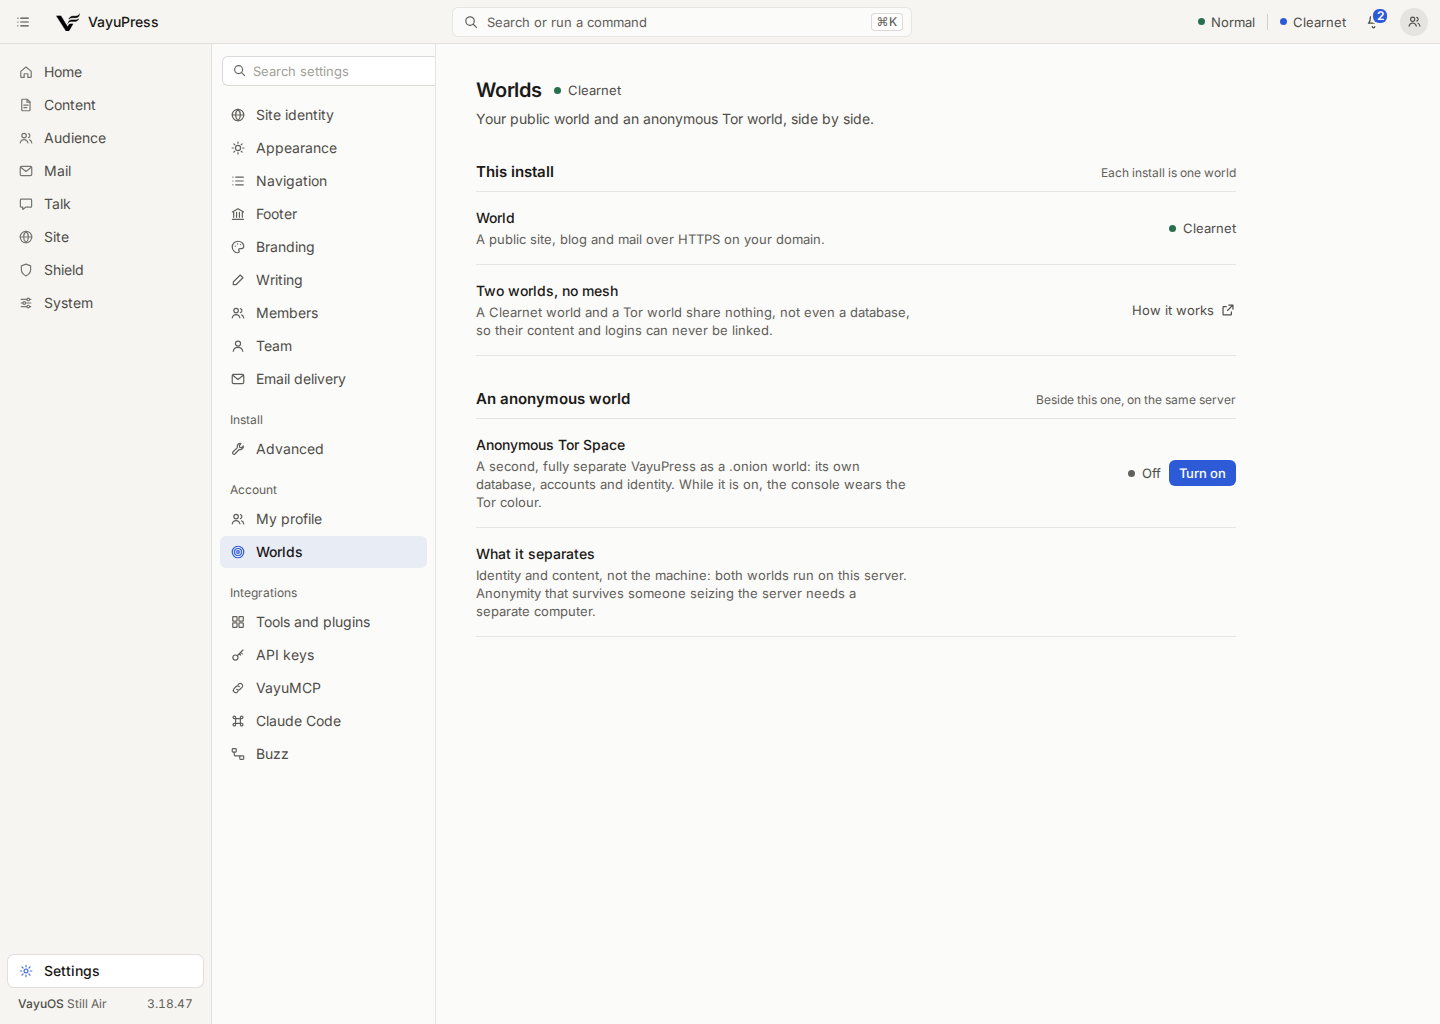 VayuPress
Search or run a command
⌘K
Normal
Clearnet
2
Home
Content
Audience
Mail
Talk
Site
Shield
System
Settings
VayuOS Still Air
3.18.47
Search settings
Site identity
Appearance
Navigation
Footer
Branding
Writing
Members
Team
Email delivery
Install
Advanced
Account
My profile
Worlds
Integrations
Tools and plugins
API keys
VayuMCP
Claude Code
Buzz
Worlds
Clearnet
Your public world and an anonymous Tor world, side by side.
This install
Each install is one world
World
A public site, blog and mail over HTTPS on your domain.
Clearnet
Two worlds, no mesh
A Clearnet world and a Tor world share nothing, not even a database,
so their content and logins can never be linked.
How it works
An anonymous world
Beside this one, on the same server
Anonymous Tor Space
A second, fully separate VayuPress as a .onion world: its own
database, accounts and identity. While it is on, the console wears the
Tor colour.
Off
Turn on
What it separates
Identity and content, not the machine: both worlds run on this server.
Anonymity that survives someone seizing the server needs a
separate computer.